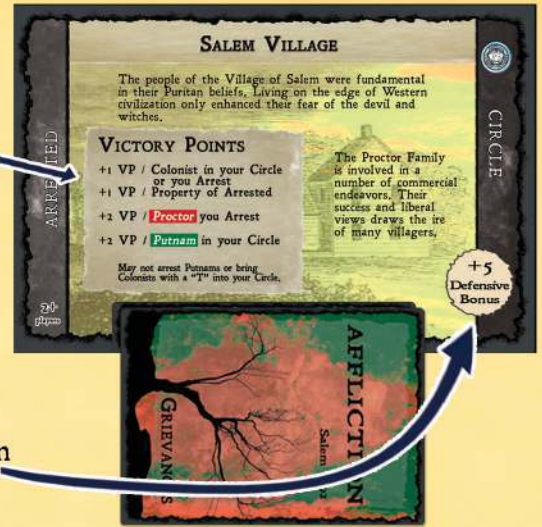 SALEM VILLAGE
The people of the Village of Salem were fundamental
in their Puritan beliefs. Living on the edge of Western
civilization only enhanced their fear of the devil and
witches.
ARRESTED
VICTORY POINTS
+1 VP / Colonist in your Circle
or you Arrest
+1 VP / Property of Arrested
+2 VP / Proctor you Arrest
+2 VP / Putnam in your Circle
May not arrest Putnams or bring
Colonists with a "T" into your Circle.
The Proctor Family
is involved in a
number of commercial
endeavors. Their
success and liberal
views draws the ire
of many villagers.
CIRCLE
+5
Defensive
Bonus
2+
players
AFFLICTION
Salem
GRIEVANCES